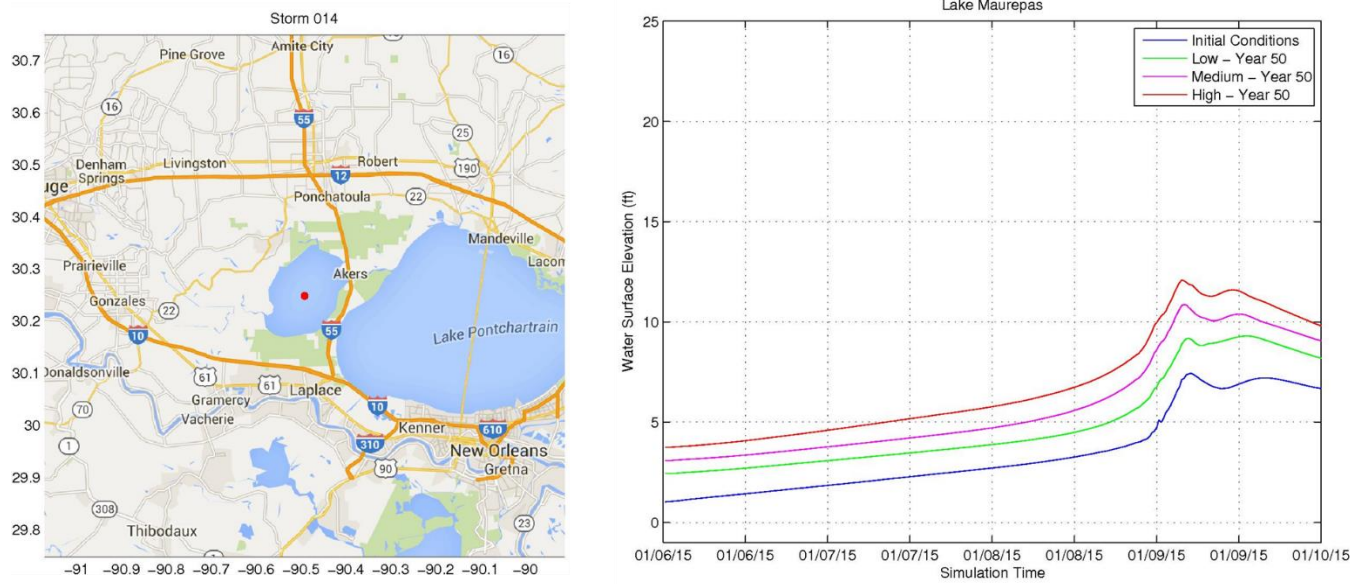 Storm 014
30.7
30.6
30.5
30.4
30.3
30.2
30.1
30
29.9
29.8
−91 −90.9 −90.8 −90.7 −90.6 −90.5 −90.4 −90.3 −90.2 −90.1 −90
Amite City
Pine Grove
16
16
55
25
Denham
Springs
Livingston
Robert
190
uge
12
Ponchatoula
22
Mandeville
Lacom
Prairieville
Akers
Gonzales
22
10
55
Lake Pontchartrain
Donaldsonville
61
61
Laplace
Gramercy
70
Vacherie
10
Kenner
610
1
310
New Orleans
90
Gretna
308
23
Thibodaux
1
Lake Maurepas
Initial Conditions
Low − Year 50
Medium − Year 50
High − Year 50
Water Surface Elevation (ft)
25
20
15
10
5
0
01/06/15 01/06/15 01/07/15 01/07/15 01/08/15 01/08/15 01/09/15 01/09/15 01/10/15
Simulation Time